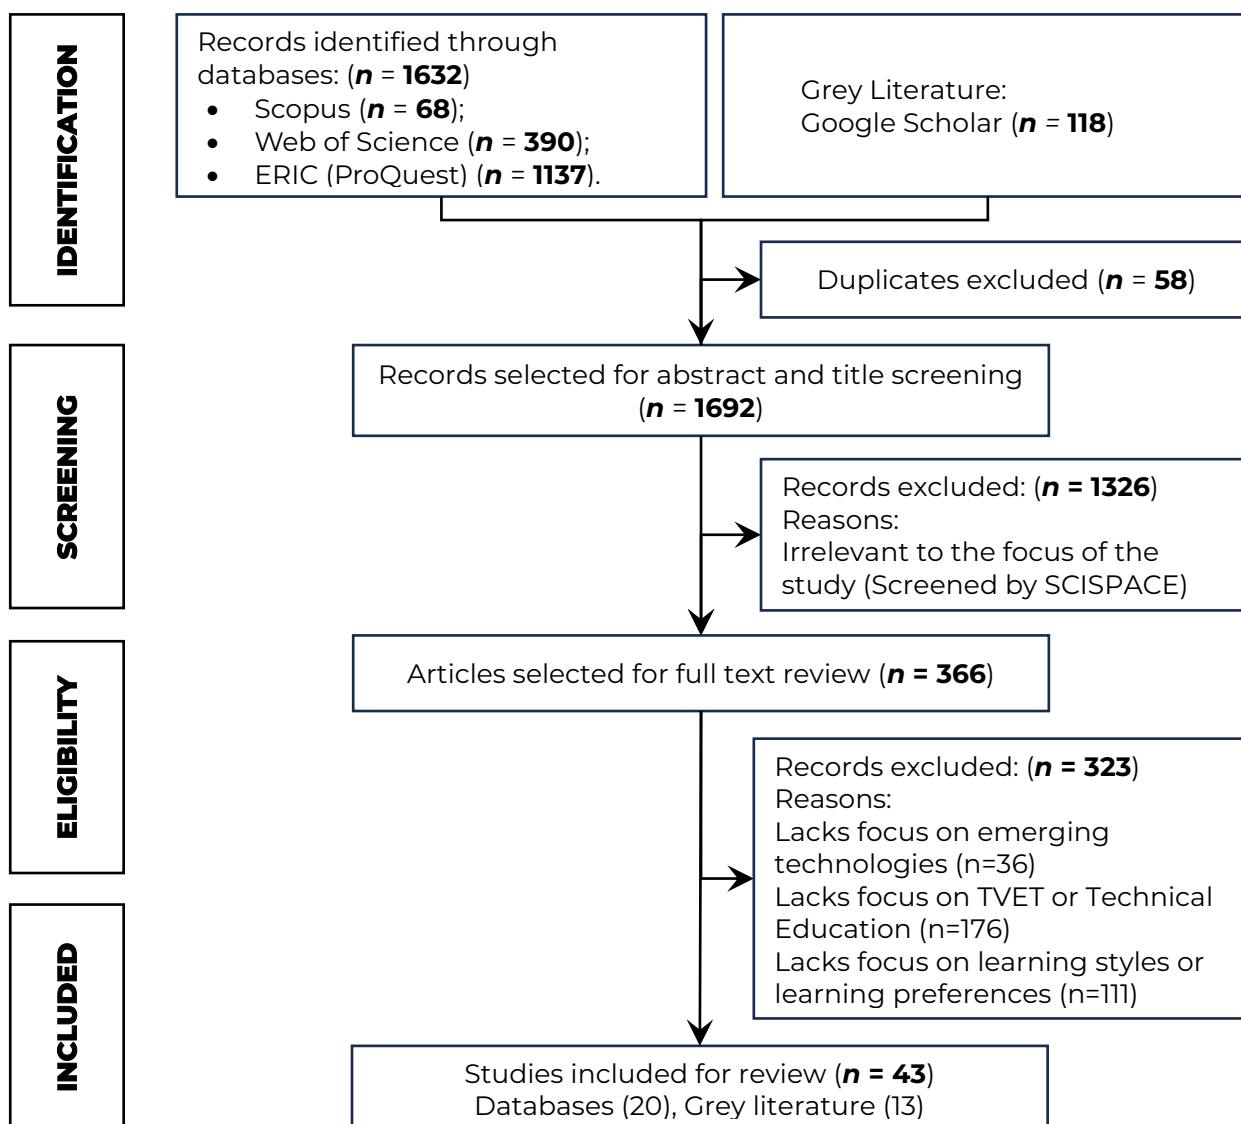 IDENTIFICATION
Records identified through
databases: (n = 1632)
• Scopus (n = 68);
• Web of Science (n = 390);
• ERIC (ProQuest) (n = 1137).
Grey Literature:
Google Scholar (n = 118)
Duplicates excluded (n = 58)
SCREENING
Records selected for abstract and title screening
(n = 1692)
Records excluded: (n = 1326)
Reasons:
Irrelevant to the focus of the
study (Screened by SCISPACE)
ELIGIBILITY
Articles selected for full text review (n = 366)
Records excluded: (n = 323)
Reasons:
Lacks focus on emerging
technologies (n=36)
Lacks focus on TVET or Technical
Education (n=176)
Lacks focus on learning styles or
learning preferences (n=111)
INCLUDED
Studies included for review (n = 43)
Databases (20), Grey literature (13)